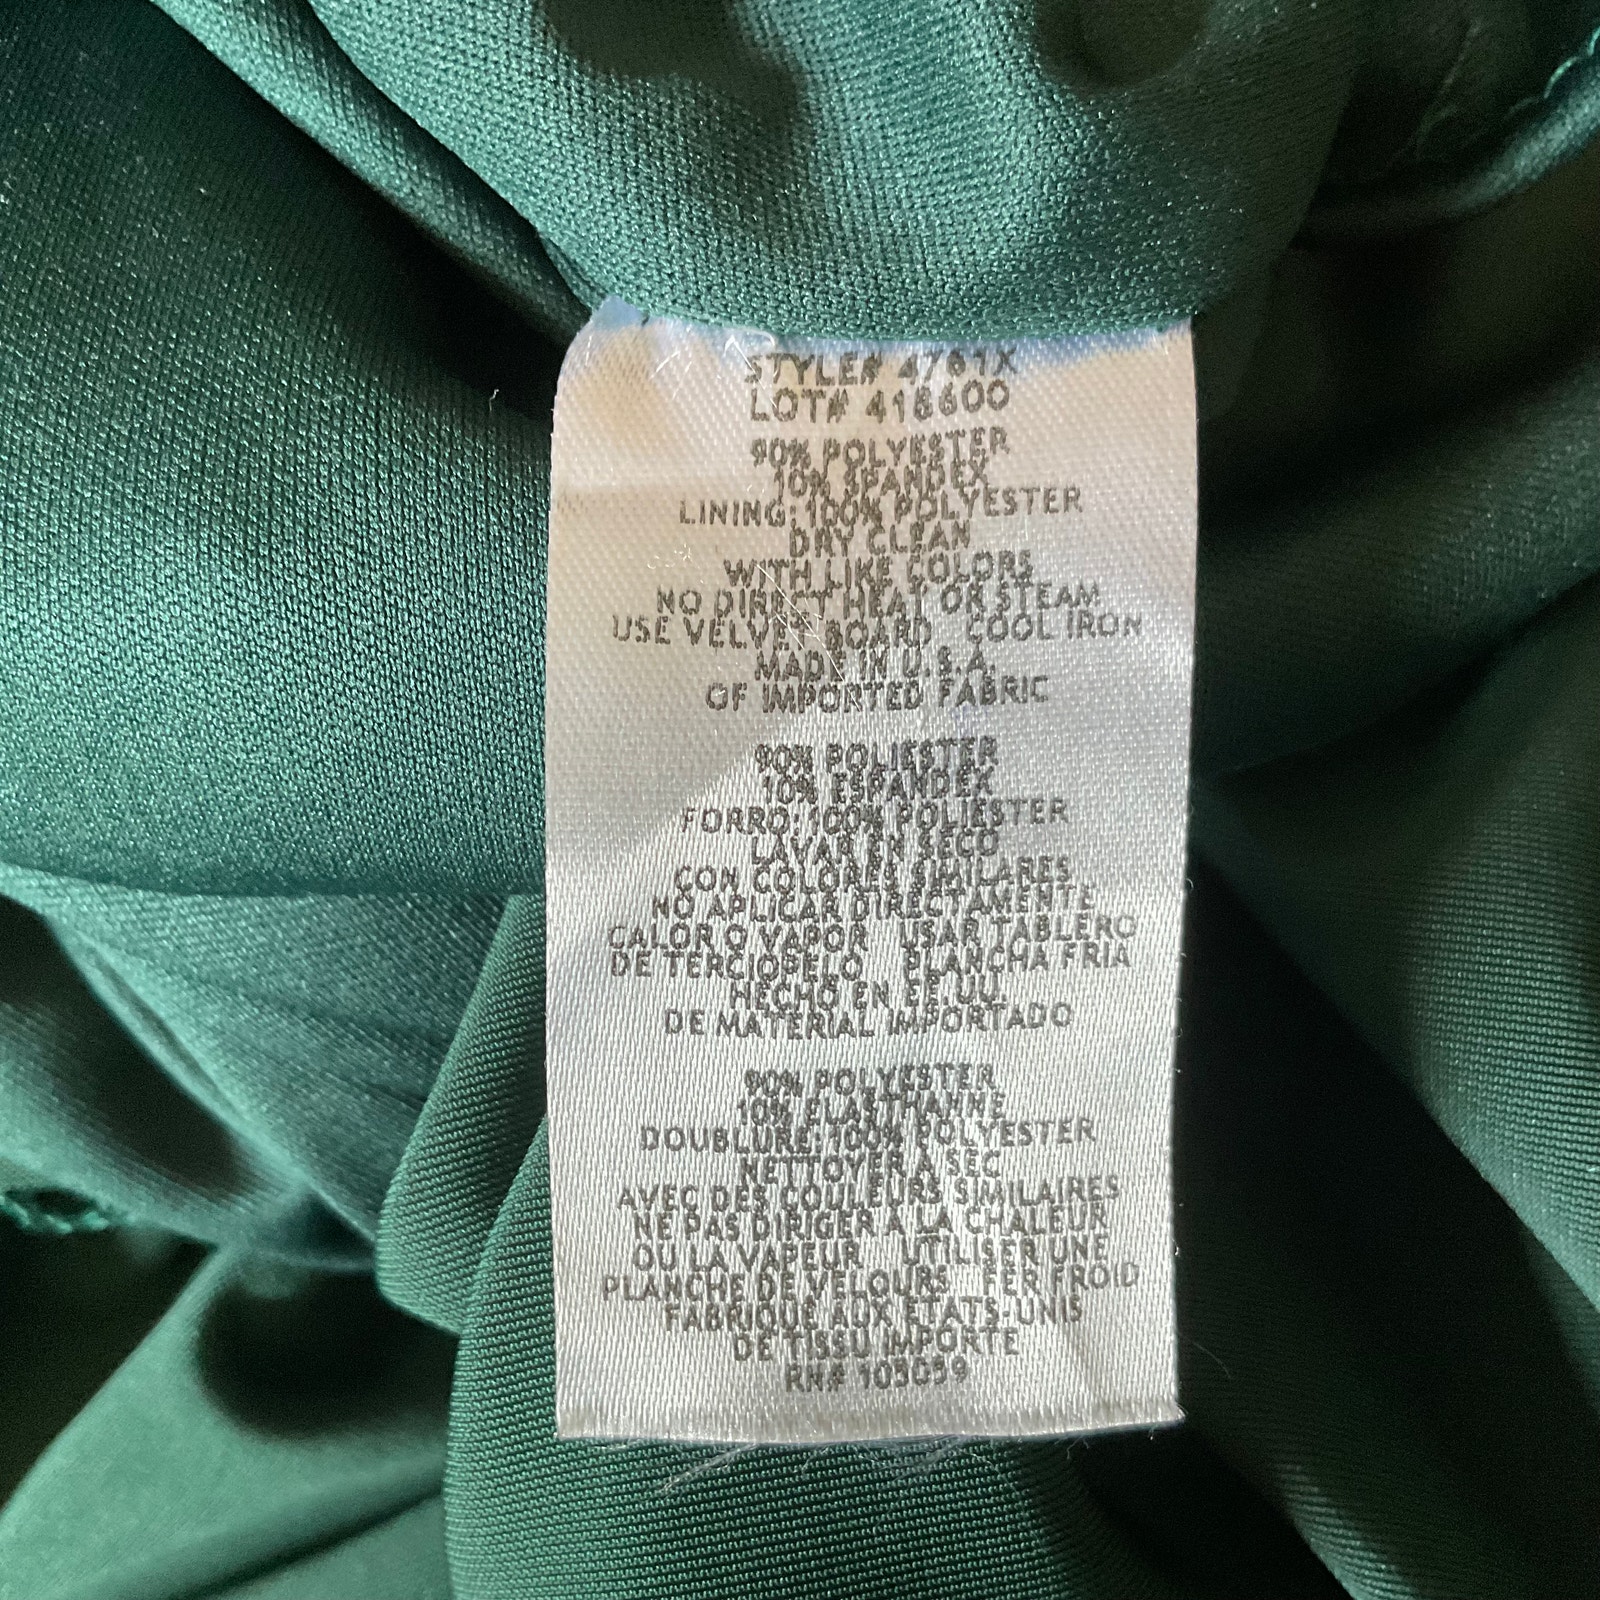 STYLE# 4761X
LOT# 418600
90% POLYESTER
10% SPANDEX
LINING: 100% POLYESTER
DRY CLEAN
WITH LIKE COLORS
NO DIRECT HEAT OR STEAM
USE VELVET BOARD COOL IRON
MADE IN U.S.A.
OF IMPORTED FABRIC
90% POLIESTER
10% ESPANDEX
FORRO: 100% POLIESTER
LAVAR EN SECO
CON COLORES SIMILARES
NO APLICAR DIRECTAMENTE
CALOR O VAPOR USAR TABLERO
DE TERCIOPELO PLANCHA FRIA
HECHO EN EE.UU.
DE MATERIAL IMPORTADO
90% POLYESTER
10% ELASTHANNE
DOUBLURE: 100% POLYESTER
NETTOYER A SEC
AVEC DES COULEURS SIMILAIRES
NE PAS DIRIGER A LA CHALEUR
OU LA VAPEUR UTILISER UNE
PLANCHE DE VELOURS FER FROID
FABRIQUE AUX ETATS-UNIS
DE TISSU IMPORTE
RN# 105059